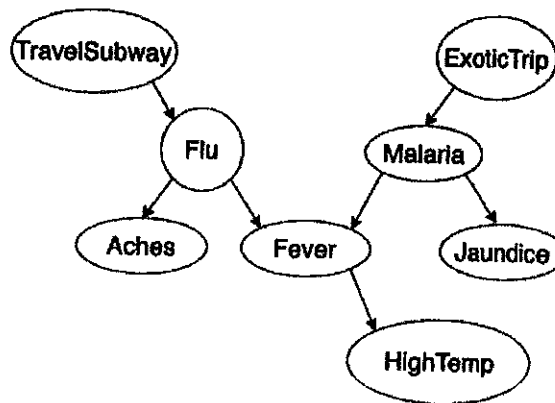 TravelSubway
ExoticTrip
Flu
Malaria
Aches
Fever
Jaundice
HighTemp